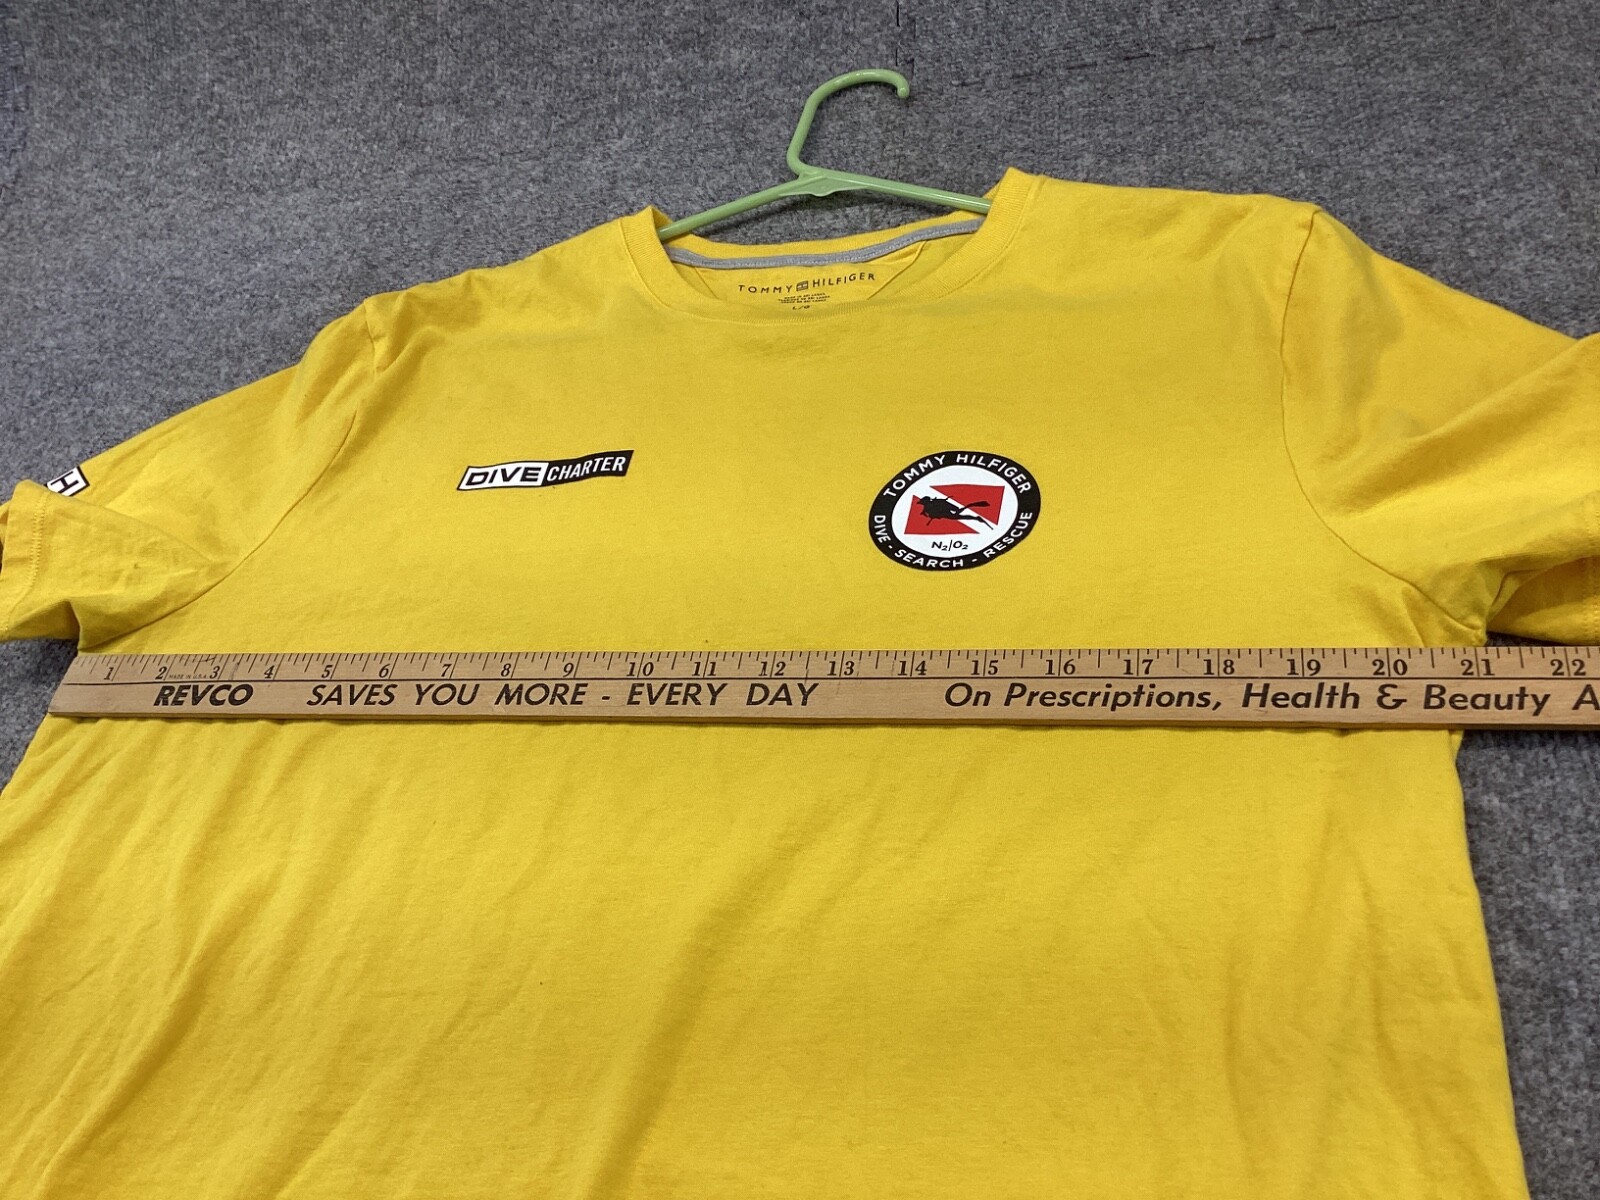 TOMMY HILFIGER
L/G
H
DIVE CHARTER
TOMMY HILFIGER
N₂/O₂
DIVE - SEARCH - RESCUE
1 2 3 4 5 6 7 8 9 10 11 12 13 14 15 16 17 18 19 20 21 22
MADE IN U.S.A.
REVCO SAVES YOU MORE - EVERY DAY On Prescriptions, Health & Beauty A